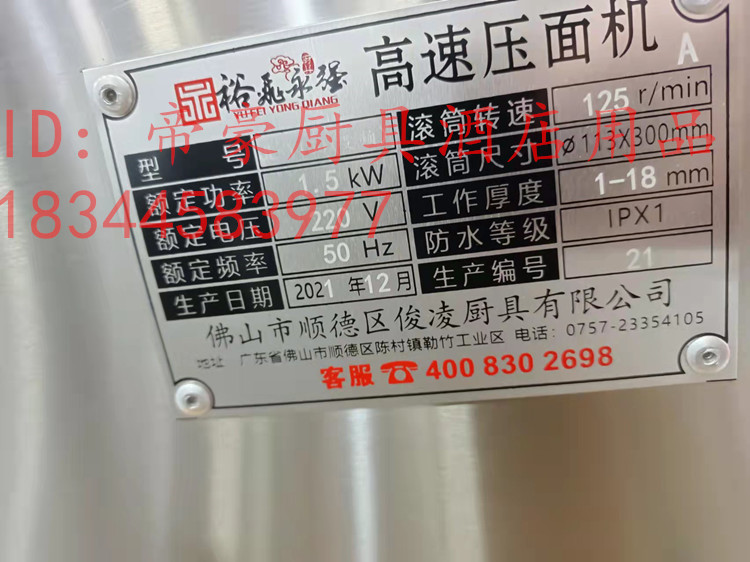 高速压面机 A
裕飛永强
YU FEI YONG QIANG
型号
滚筒转速 125 r/min
额定功率 1.5 kW
滚筒尺寸 φ113X300mm
额定电压 220 V
工作厚度 1-18 mm
额定频率 50 Hz
防水等级 IPX1
生产日期 2021 年12月
生产编号 21
佛山市顺德区俊凌厨具有限公司
地址 广东省佛山市顺德区陈村镇勒竹工业区 电话: 0757-23354105
客服☎400 830 2698
ID: 帝豪厨具酒店用品
18344583977